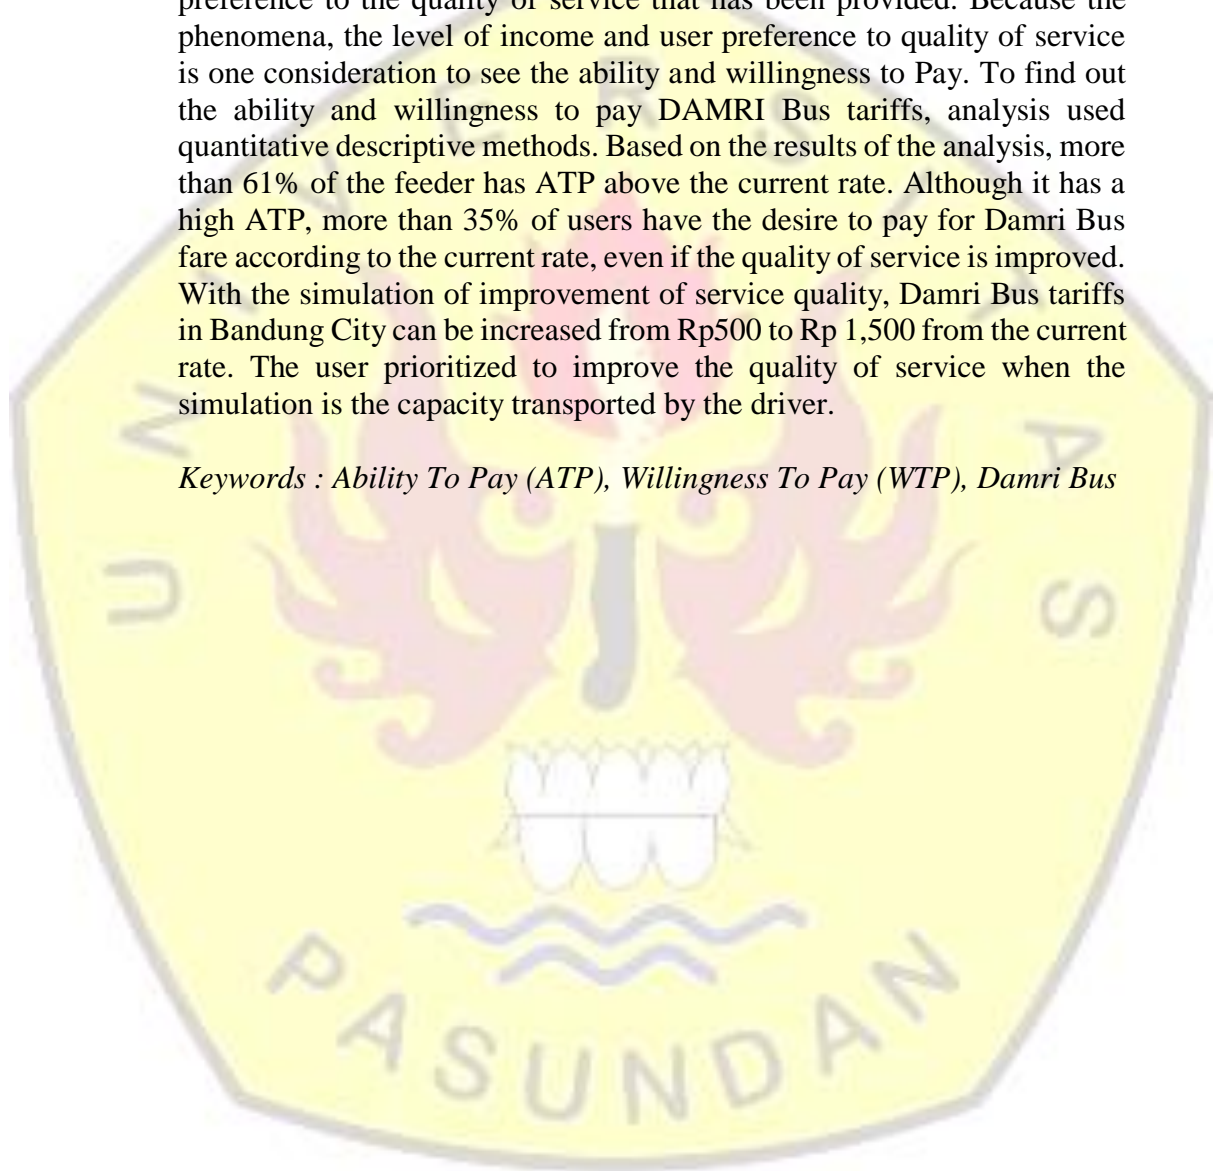 preference to the quality of service that has been provided. Because the
phenomena, the level of income and user preference to quality of service
is one consideration to see the ability and willingness to Pay. To find out
the ability and willingness to pay DAMRI Bus tariffs, analysis used
quantitative descriptive methods. Based on the results of the analysis, more
than 61% of the feeder has ATP above the current rate. Although it has a
high ATP, more than 35% of users have the desire to pay for Damri Bus
fare according to the current rate, even if the quality of service is improved.
With the simulation of improvement of service quality, Damri Bus tariffs
in Bandung City can be increased from Rp500 to Rp 1,500 from the current
rate. The user prioritized to improve the quality of service when the
simulation is the capacity transported by the driver.
Keywords : Ability To Pay (ATP), Willingness To Pay (WTP), Damri Bus
UNIVERSITAS
PASUNDAN